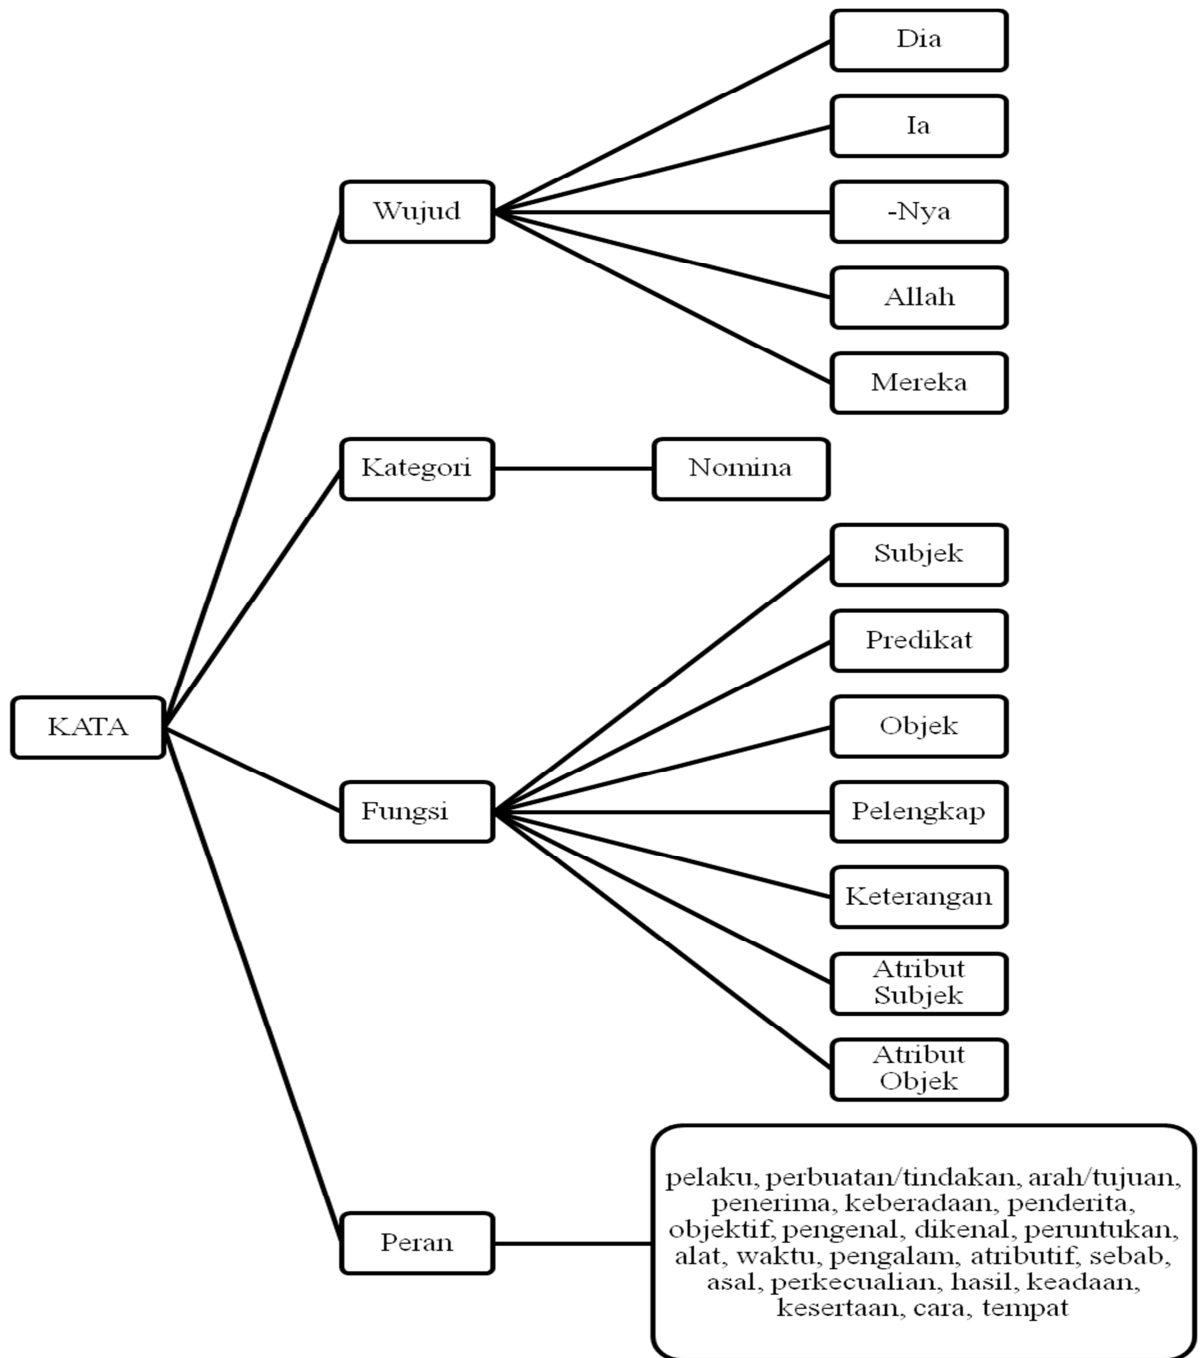 Dia
Ia
-Nya
Allah
Mereka
Wujud
Kategori
Nomina
Subjek
Predikat
Objek
Pelengkap
Keterangan
Atribut
Subjek
Atribut
Objek
KATA
Fungsi
Peran
pelaku, perbuatan/tindakan, arah/tujuan,
penerima, keberadaan, penderita,
objektif, pengenal, dikenal, peruntukan,
alat, waktu, pengalam, atributif, sebab,
asal, perkecualian, hasil, keadaan,
kesertaan, cara, tempat